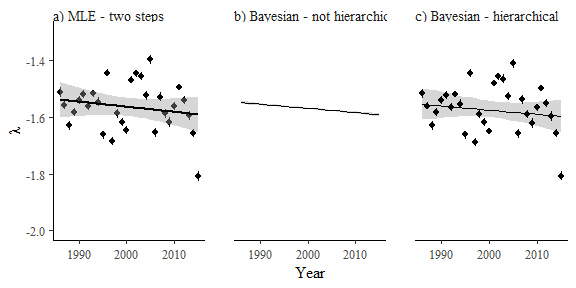 a) MLE - two steps
b) Bayesian - not hierarchic
c) Bayesian - hierarchical
λ
-1.4
-1.6
-1.8
-2.0
1990 2000 2010
1990 2000 2010
1990 2000 2010
Year